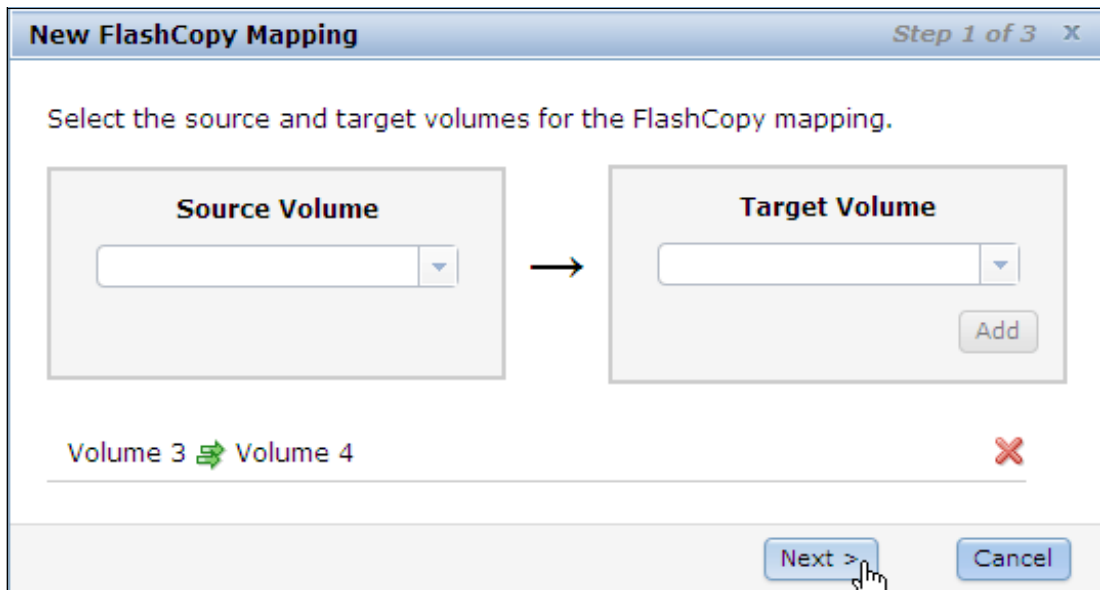 New FlashCopy Mapping Step 1 of 3 x
Select the source and target volumes for the FlashCopy mapping.
Source Volume
Target Volume
Add
Volume 3 Volume 4
Next >
Cancel